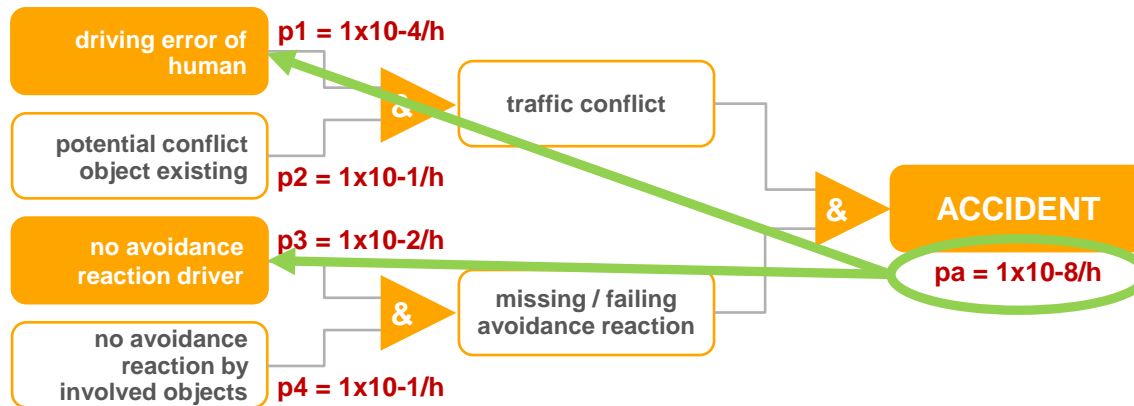 driving error of
human
p1 = 1x10-4/h
&
traffic conflict
potential conflict
object existing
p2 = 1x10-1/h
&
ACCIDENT
pa = 1x10-8/h
no avoidance
reaction driver
p3 = 1x10-2/h
&
missing / failing
avoidance reaction
no avoidance
reaction by
involved objects
p4 = 1x10-1/h